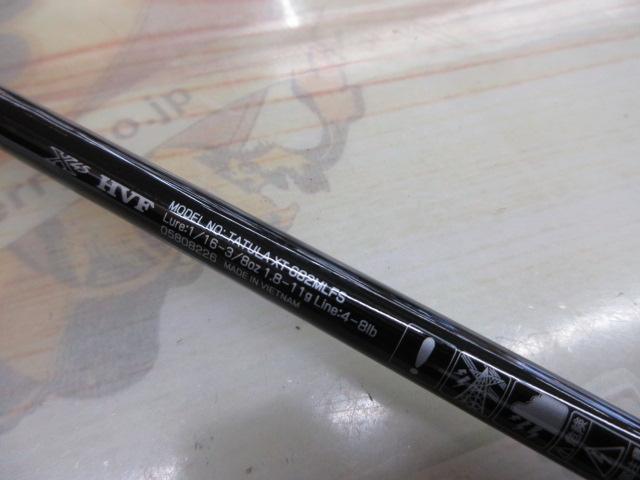 X45 HVF
MODEL NO: TATULA XT 682MLFS
Lure:1/16-3/8oz 1.8-11g Line:4-8lb
05808226 MADE IN VIETNAM